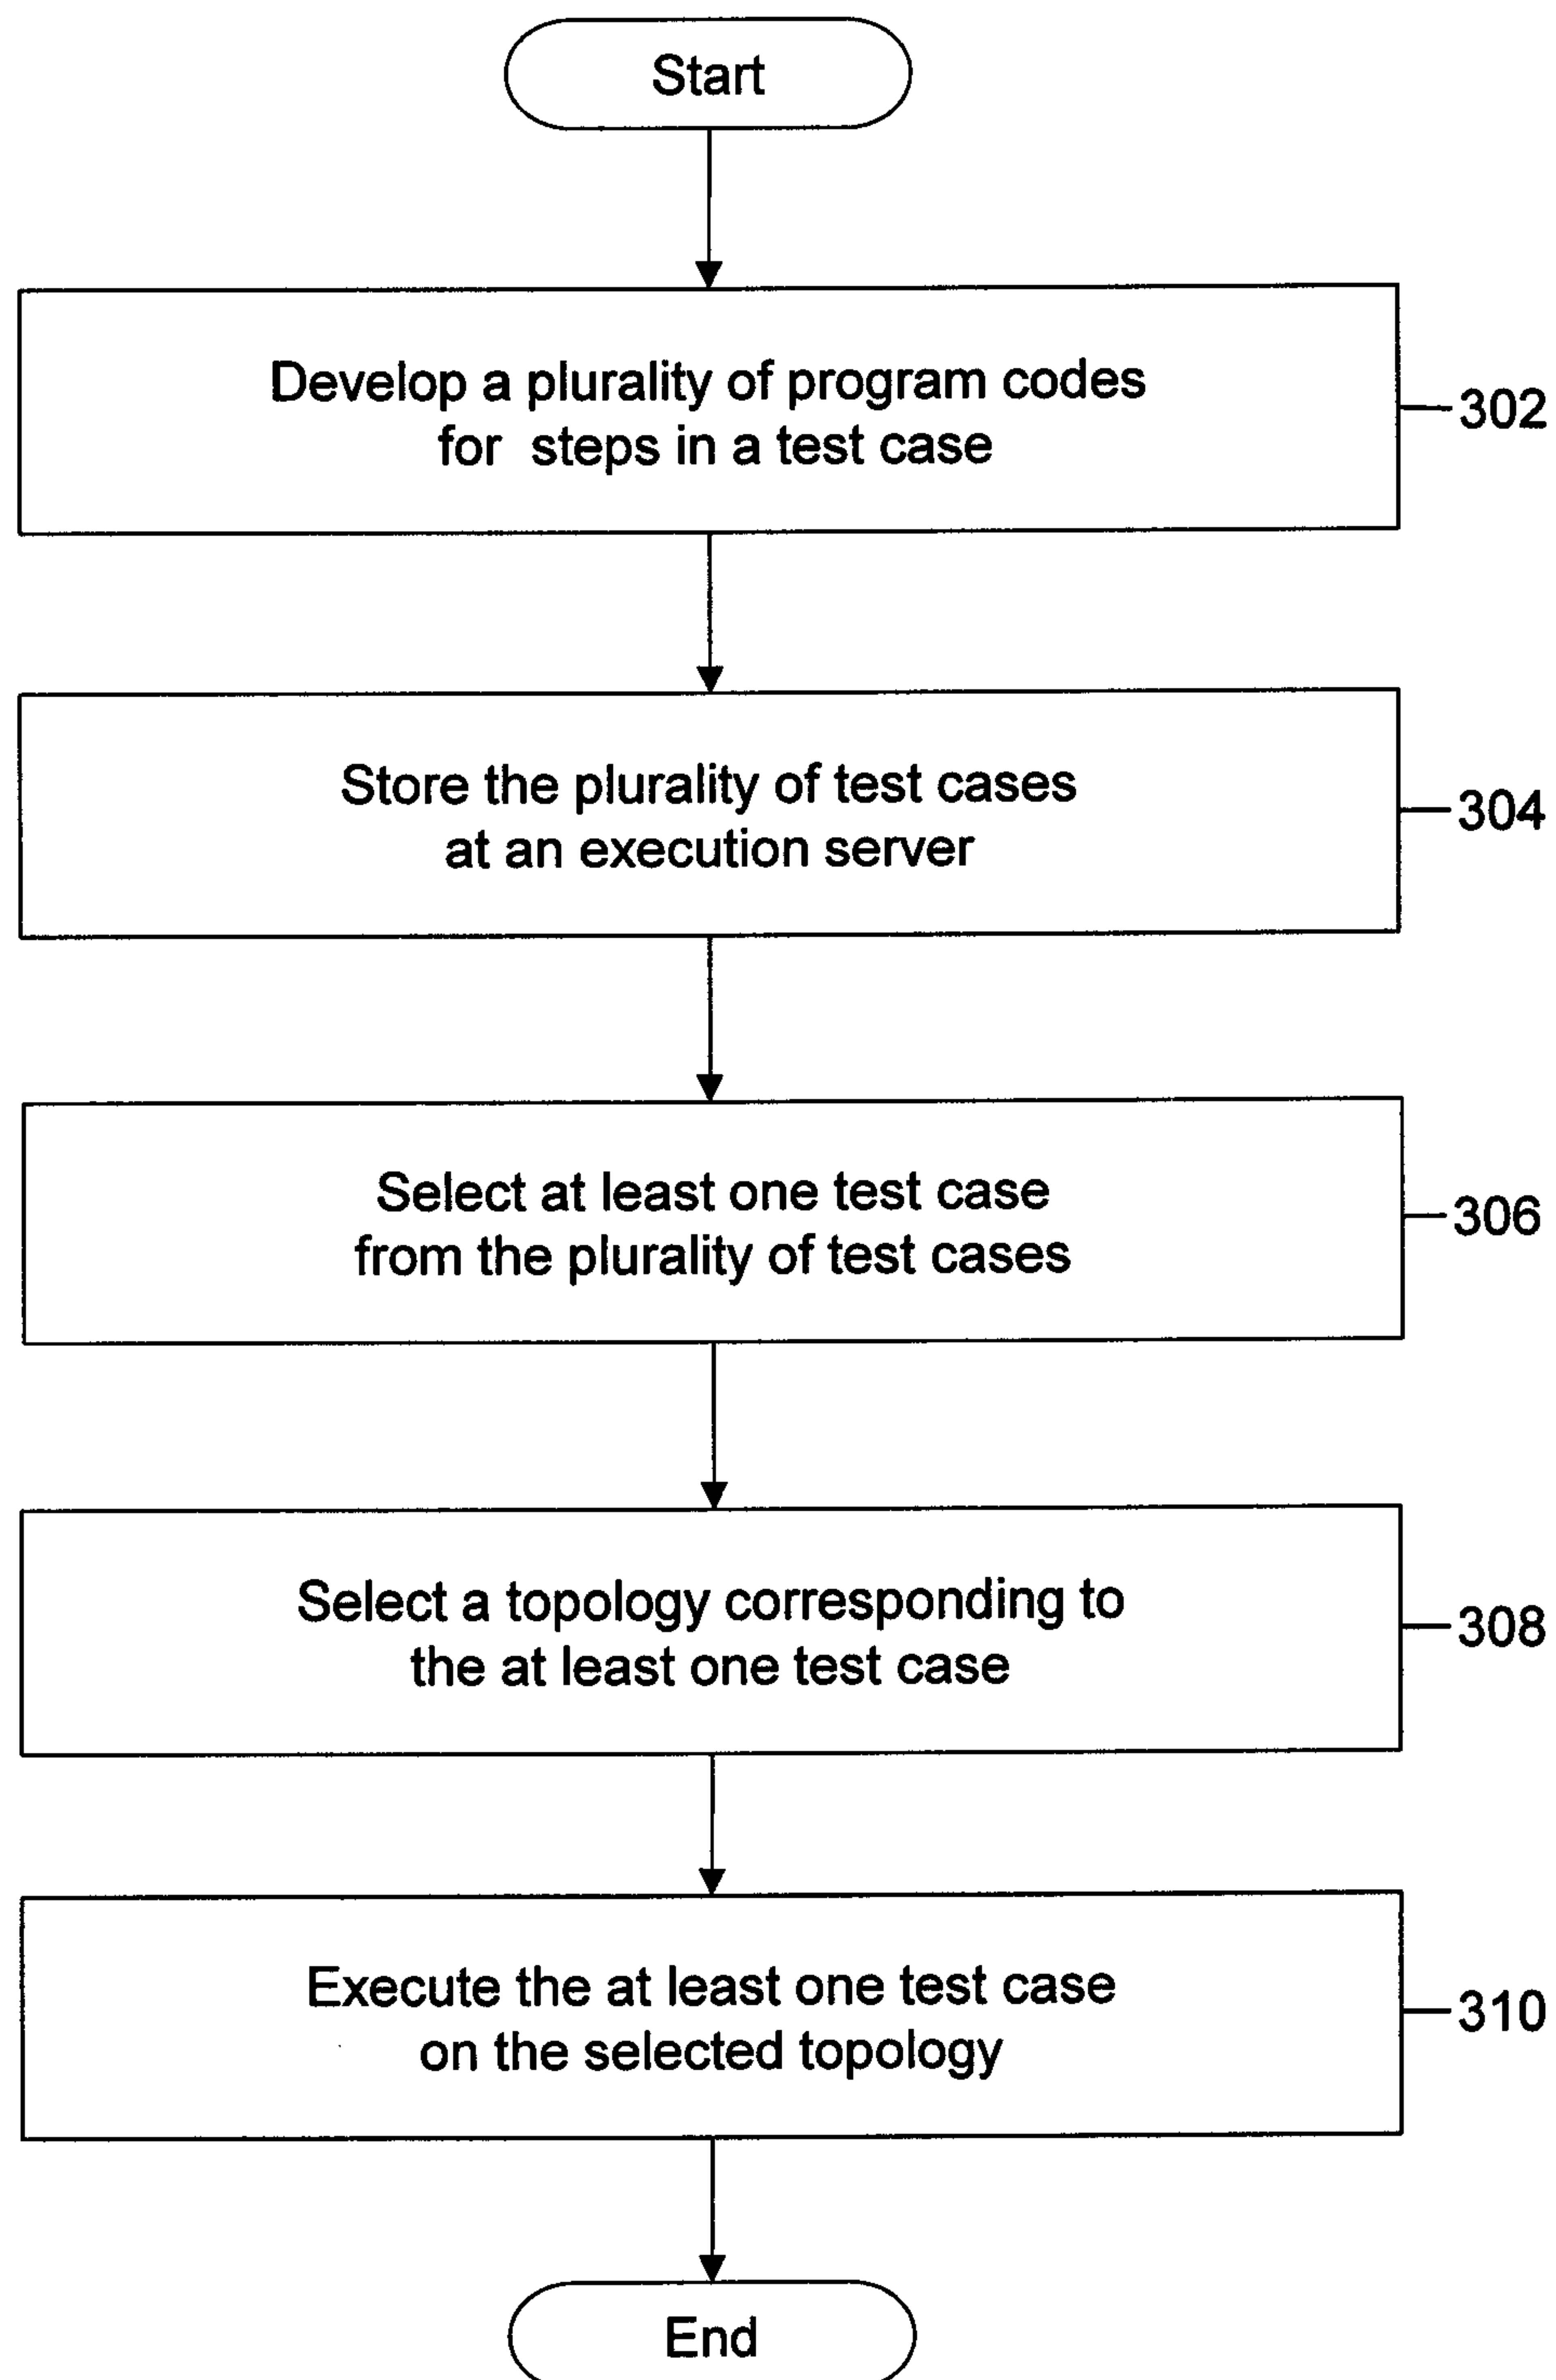 Start
Develop a plurality of program codes
for steps in a test case
302
Store the plurality of test cases
at an execution server
304
Select at least one test case
from the plurality of test cases
306
Select a topology corresponding to
the at least one test case
308
Execute the at least one test case
on the selected topology
310
End